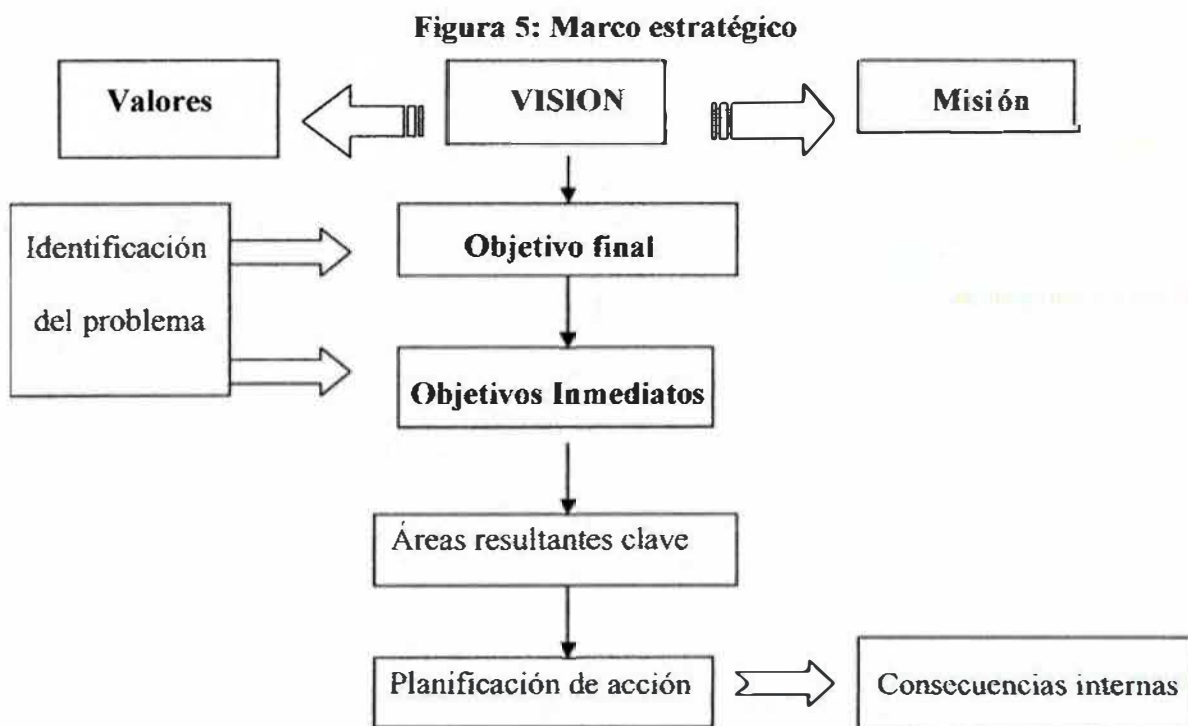 Figura 5: Marco estratégico
Valores
VISION
Misión
Identificación
del problema
Objetivo final
Objetivos Inmediatos
Áreas resultantes clave
Planificación de acción
Consecuencias internas